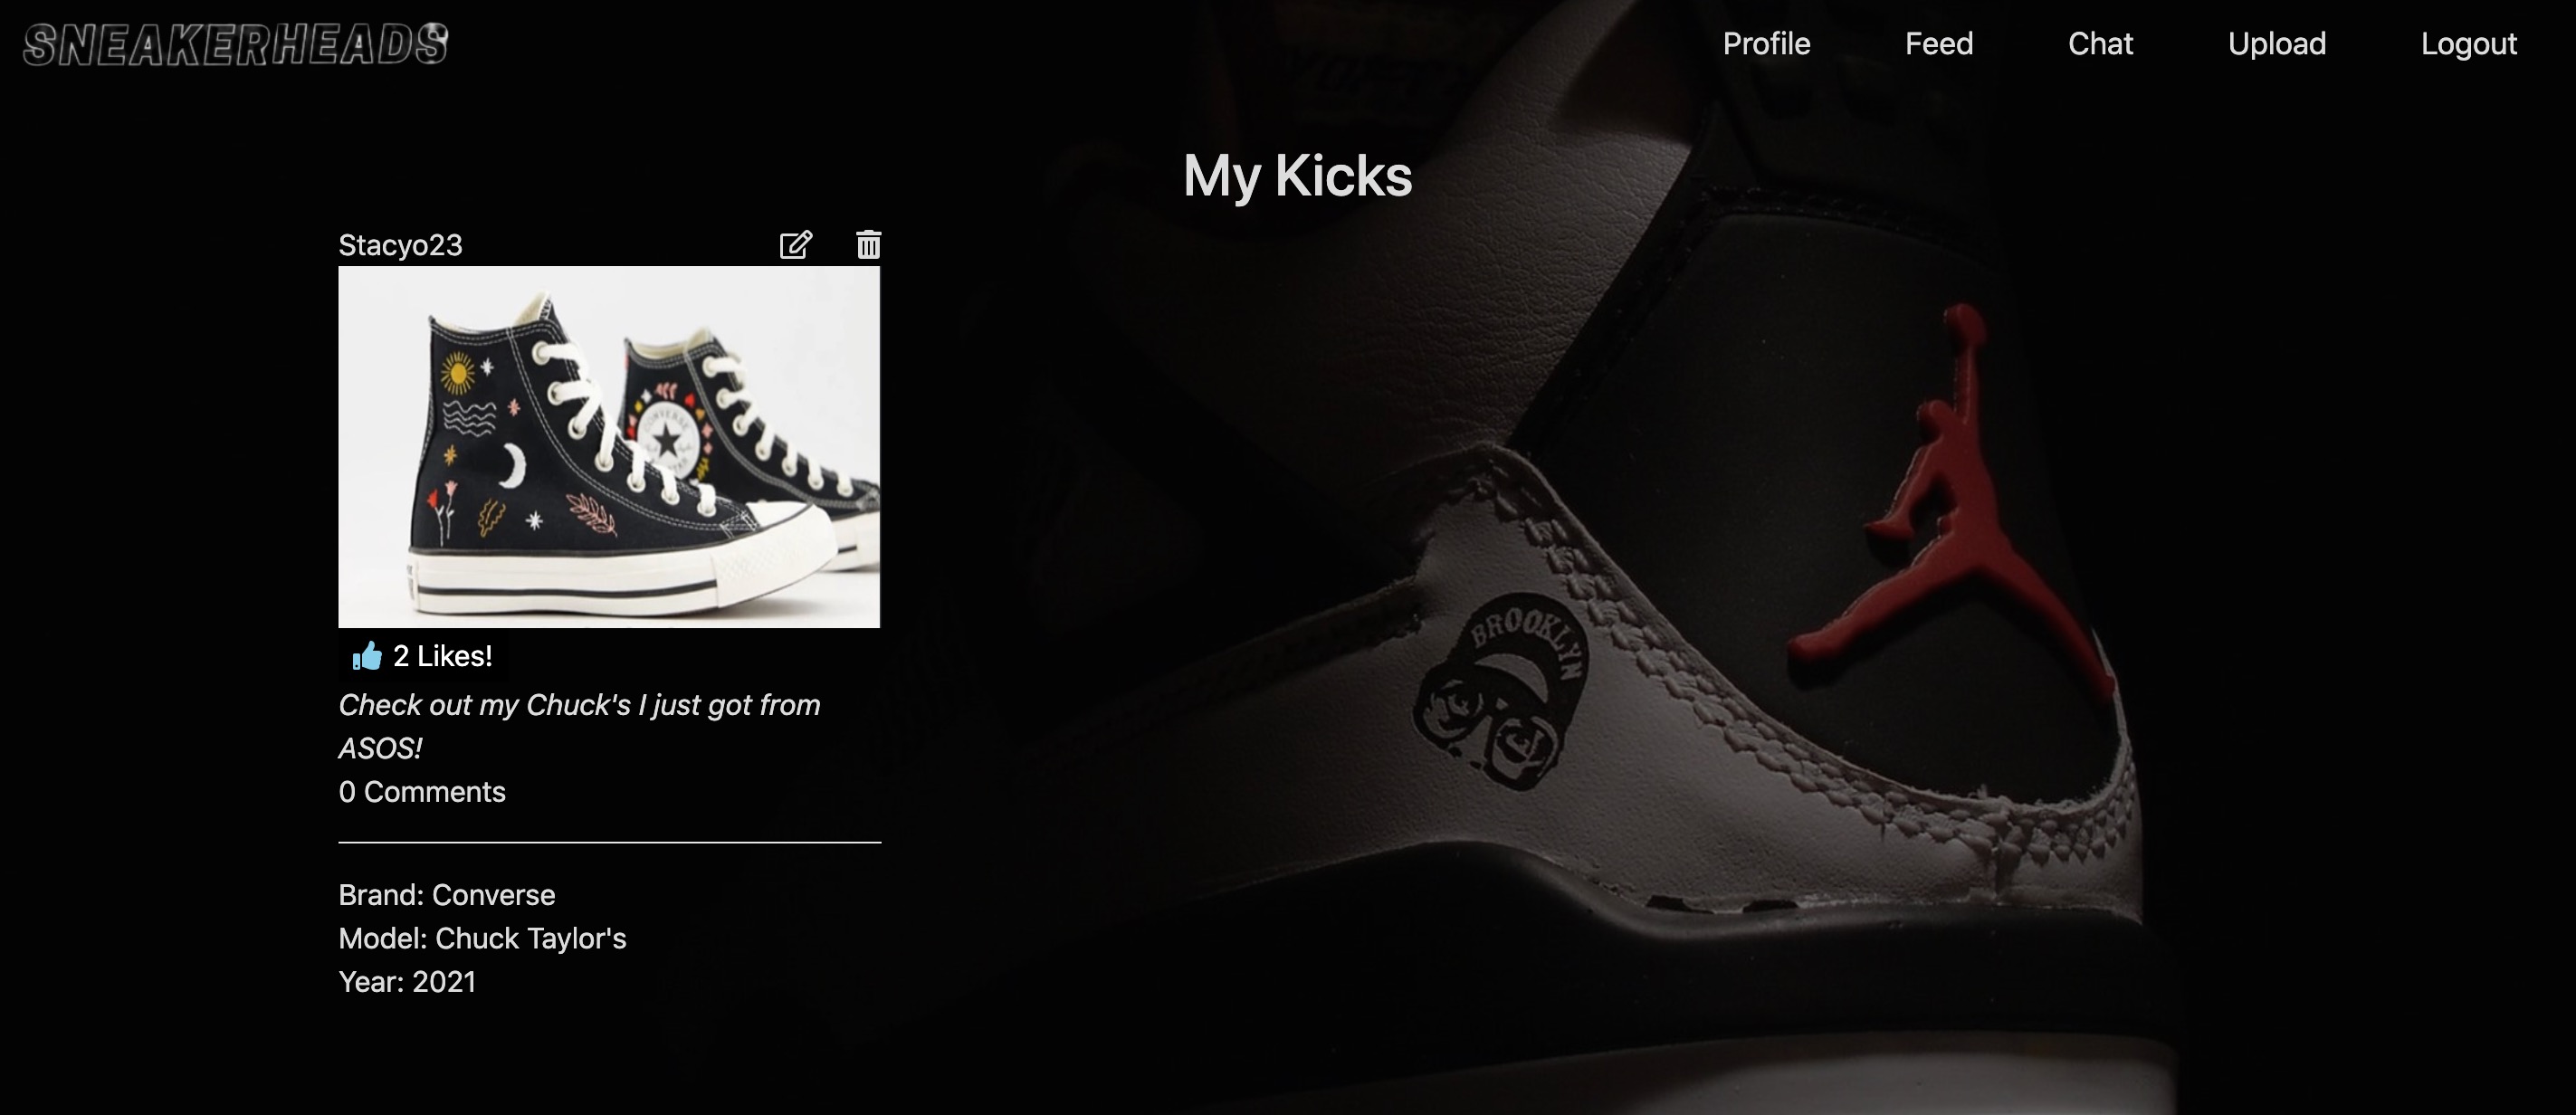 SNEAKERHEADS
Profile
Feed
Chat
Upload
Logout
My Kicks
Stacyo23
CONVERSE
2 Likes!
Check out my Chuck's I just got from
ASOS!
0 Comments
Brand: Converse
Model: Chuck Taylor's
Year: 2021
BROOKLYN